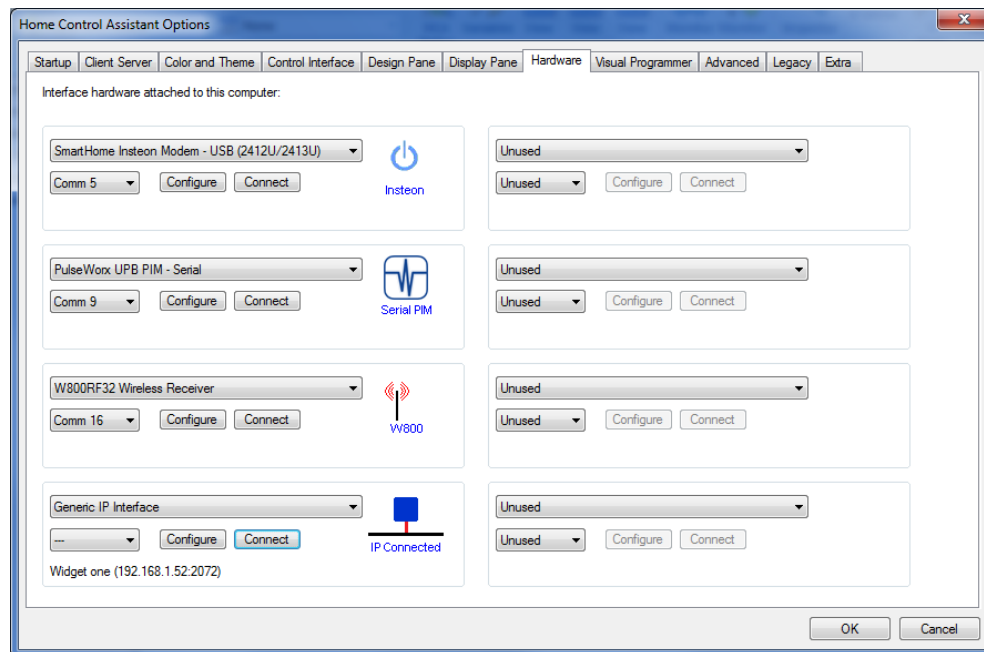 Home Control Assistant Options
Startup Client Server Color and Theme Control Interface Design Pane Display Pane Hardware Visual Programmer Advanced Legacy Extra
Interface hardware attached to this computer:
SmartHome Insteon Modem - USB (2412U/2413U)
Comm 5 Configure Connect
Insteon
Unused
Unused Configure Connect
PulseWorx UPB PIM - Serial
Comm 9 Configure Connect
Serial PIM
Unused
Unused Configure Connect
W800RF32 Wireless Receiver
Comm 16 Configure Connect
W800
Unused
Unused Configure Connect
Generic IP Interface
--- Configure Connect
IP Connected
Widget one (192.168.1.52:2072)
Unused
Unused Configure Connect
OK Cancel